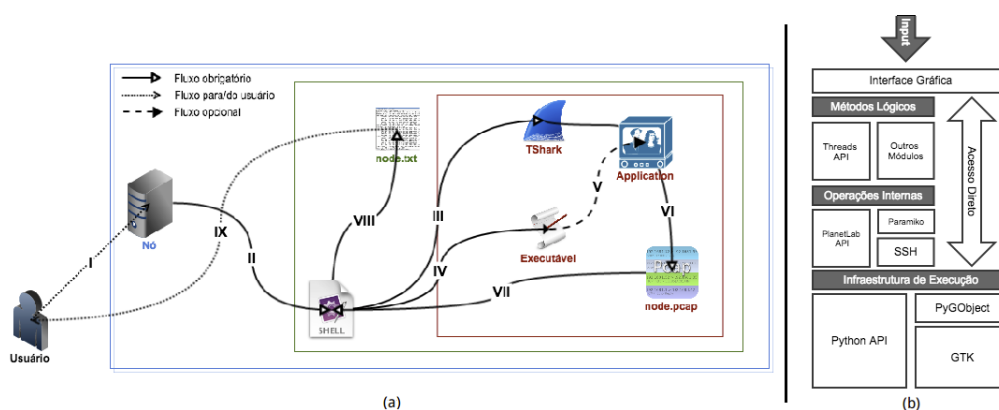 Fluxo obrigatório
Fluxo para/do usuário
Fluxo opcional
node.txt
TShark
Application
Nó
I
II
III
IV
V
VI
VII
VIII
IX
Executável
SHELL
PCAP
node.pcap
Usuário
(a)
Input
Interface Gráfica
Métodos Lógicos
Threads
API
Outros
Módulos
Acesso Direto
Operações Internas
PlanetLab
API
Paramiko
SSH
Infraestrutura de Execução
Python API
PyGObject
GTK
(b)